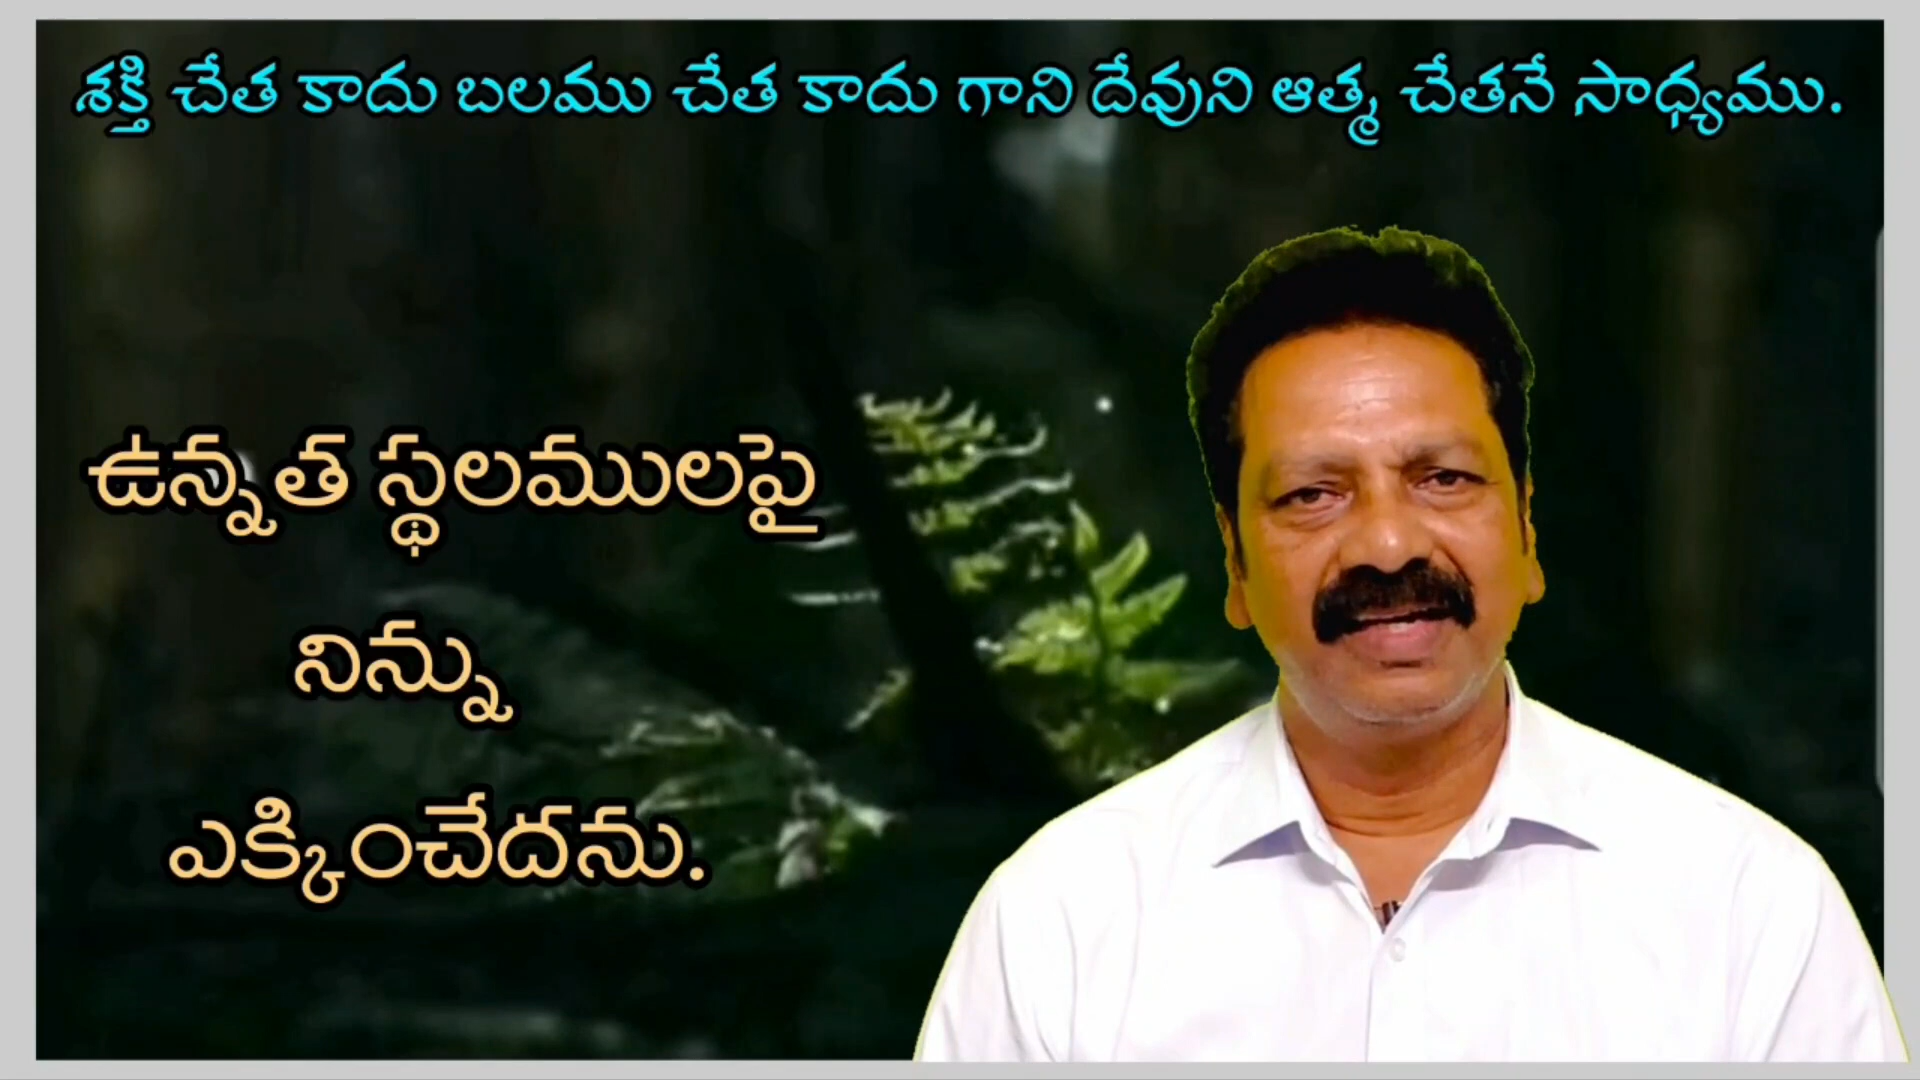 శక్తి చేత కాదు బలము చేత కాదు గాని దేవుని ఆత్మ చేతనే సాధ్యము.
ఉన్నత స్థలములపై
నిన్ను
ఎక్కించేదను.